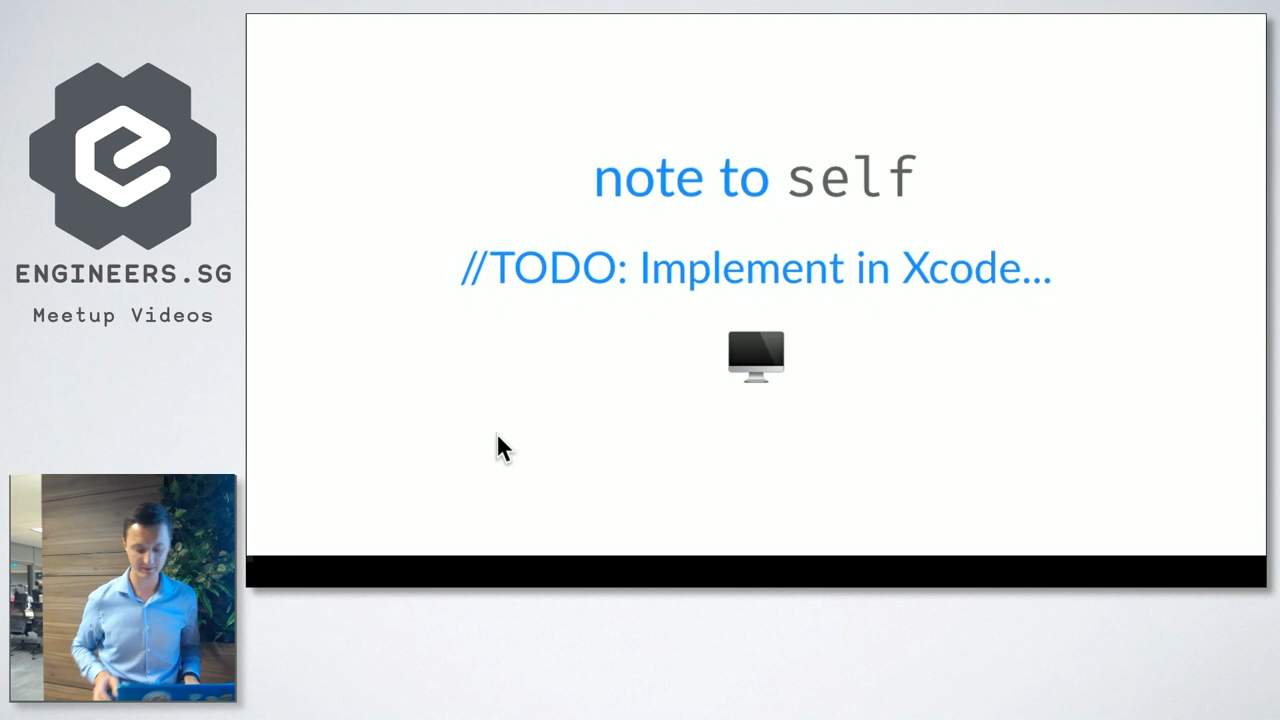 ENGINEERS.SG
Meetup Videos
note to self
//TODO: Implement in Xcode...